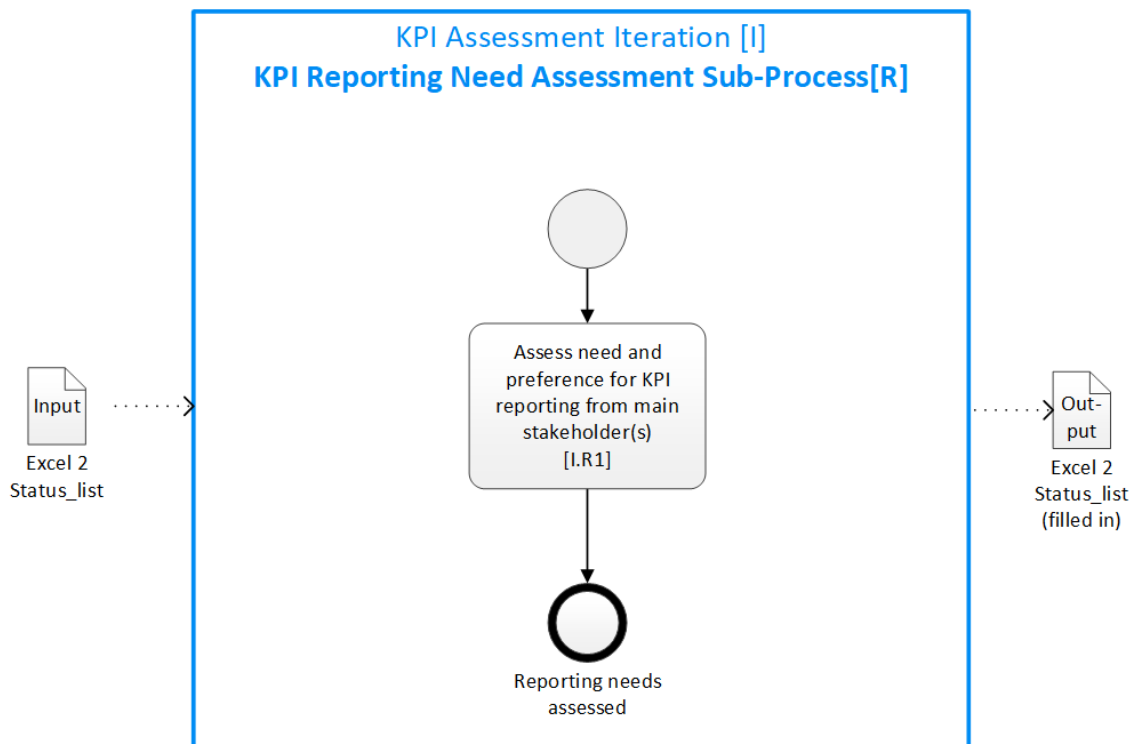 KPI Assessment Iteration [I]
KPI Reporting Need Assessment Sub-Process[R]
Assess need and
preference for KPI
reporting from main
stakeholder(s)
[I.R1]
Input
Excel 2
Status_list
Out-
put
Excel 2
Status_list
(filled in)
Reporting needs
assessed